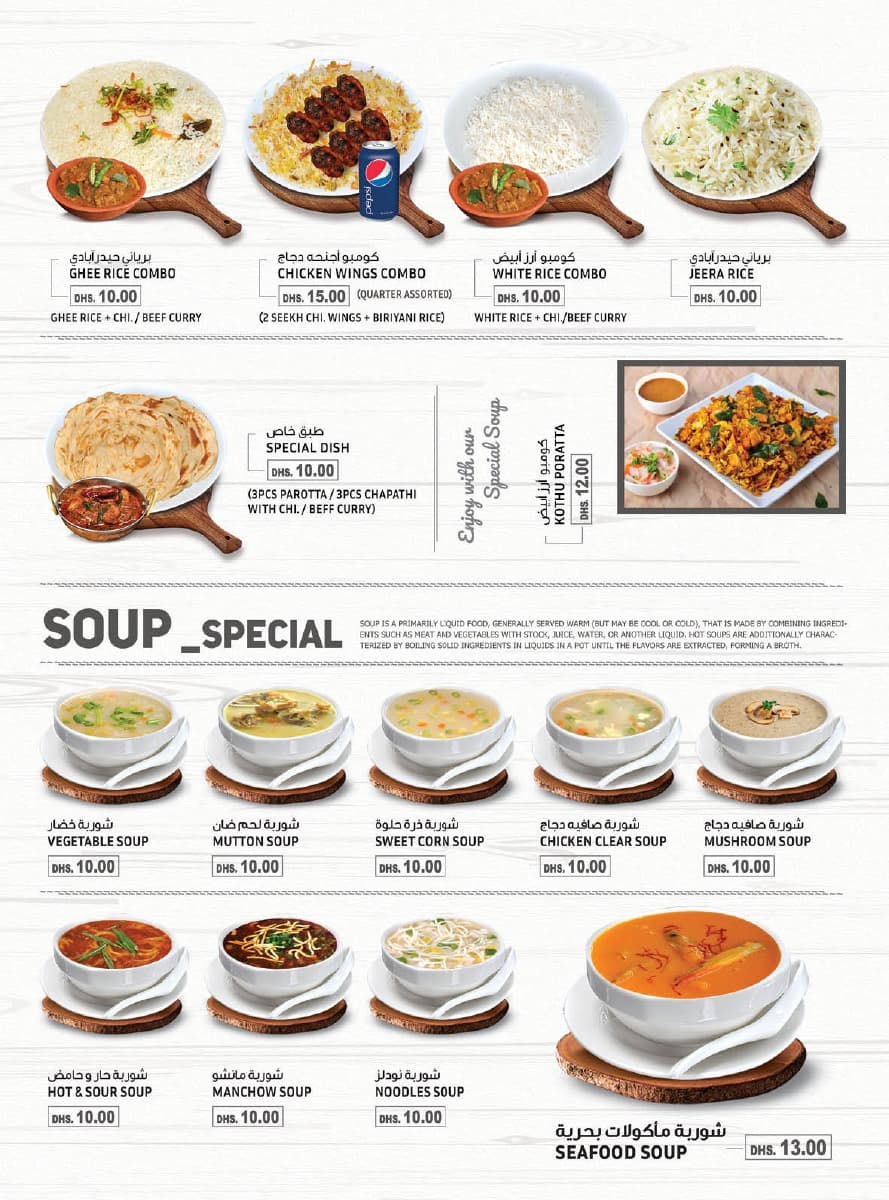 برياني حيدرآبادي
GHEE RICE COMBO
DHS. 10.00
GHEE RICE + CHI. / BEEF CURRY
pepsi
كومبو أجنحه دجاج
CHICKEN WINGS COMBO
DHS. 15.00 (QUARTER ASSORTED)
(2 SEEKH CHI. WINGS + BIRIYANI RICE)
كومبو أرز أبيض
WHITE RICE COMBO
DHS. 10.00
WHITE RICE + CHI./BEEF CURRY
برياني حيدرآبادي
JEERA RICE
DHS. 10.00
طبق خاص
SPECIAL DISH
DHS. 10.00
(3PCS PAROTTA / 3PCS CHAPATHI
WITH CHI. / BEFF CURRY)
Enjoy with our
Special Soup
كومبو أرز أبيض
KOTHU PORATTA
DHS. 12.00
SOUP _SPECIAL
SOUP IS A PRIMARILY LIQUID FOOD, GENERALLY SERVED WARM (BUT MAY BE COOL OR COLD), THAT IS MADE BY COMBINING INGREDI-
ENTS SUCH AS MEAT AND VEGETABLES WITH STOCK, JUICE, WATER, OR ANOTHER LIQUID. HOT SOUPS ARE ADDITIONALLY CHARAC-
TERIZED BY BOILING SOLID INGREDIENTS IN LIQUIDS IN A POT UNTIL THE FLAVORS ARE EXTRACTED, FORMING A BROTH.
شوربة خضار
VEGETABLE SOUP
DHS. 10.00
شوربة لحم ضان
MUTTON SOUP
DHS. 10.00
شوربة ذرة حلوة
SWEET CORN SOUP
DHS. 10.00
شوربة صافيه دجاج
CHICKEN CLEAR SOUP
DHS. 10.00
شوربة صافيه دجاج
MUSHROOM SOUP
DHS. 10.00
شوربة حار و حامض
HOT & SOUR SOUP
DHS. 10.00
شوربة مانشو
MANCHOW SOUP
DHS. 10.00
شوربة نودلز
NOODLES SOUP
DHS. 10.00
شوربة مأكولات بحرية
SEAFOOD SOUP
DHS. 13.00